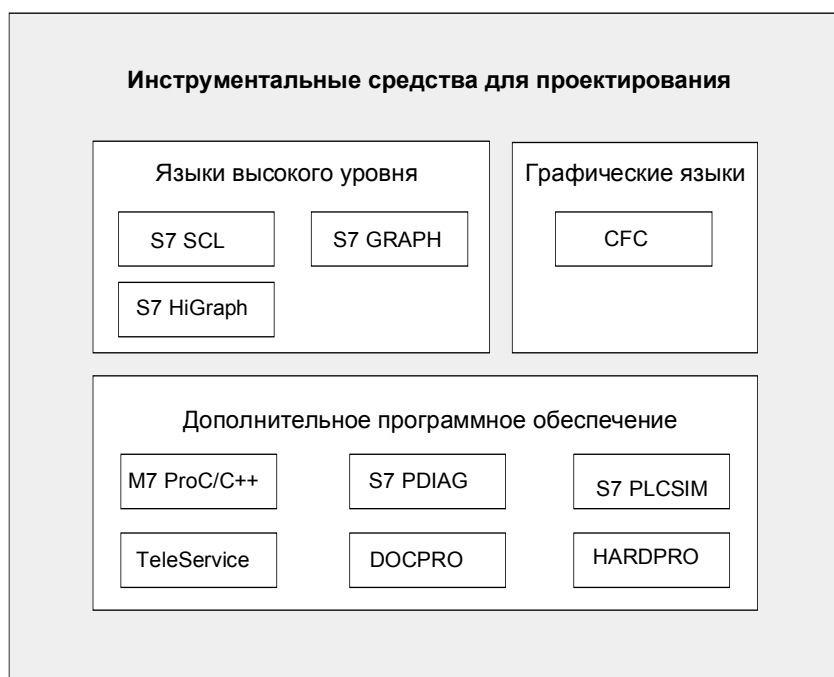 Инструментальные средства для проектирования
Языки высокого уровня
S7 SCL
S7 GRAPH
S7 HiGraph
Графические языки
CFC
Дополнительное программное обеспечение
M7 ProC/C++
S7 PDIAG
S7 PLCSIM
TeleService
DOCPRO
HARDPRO